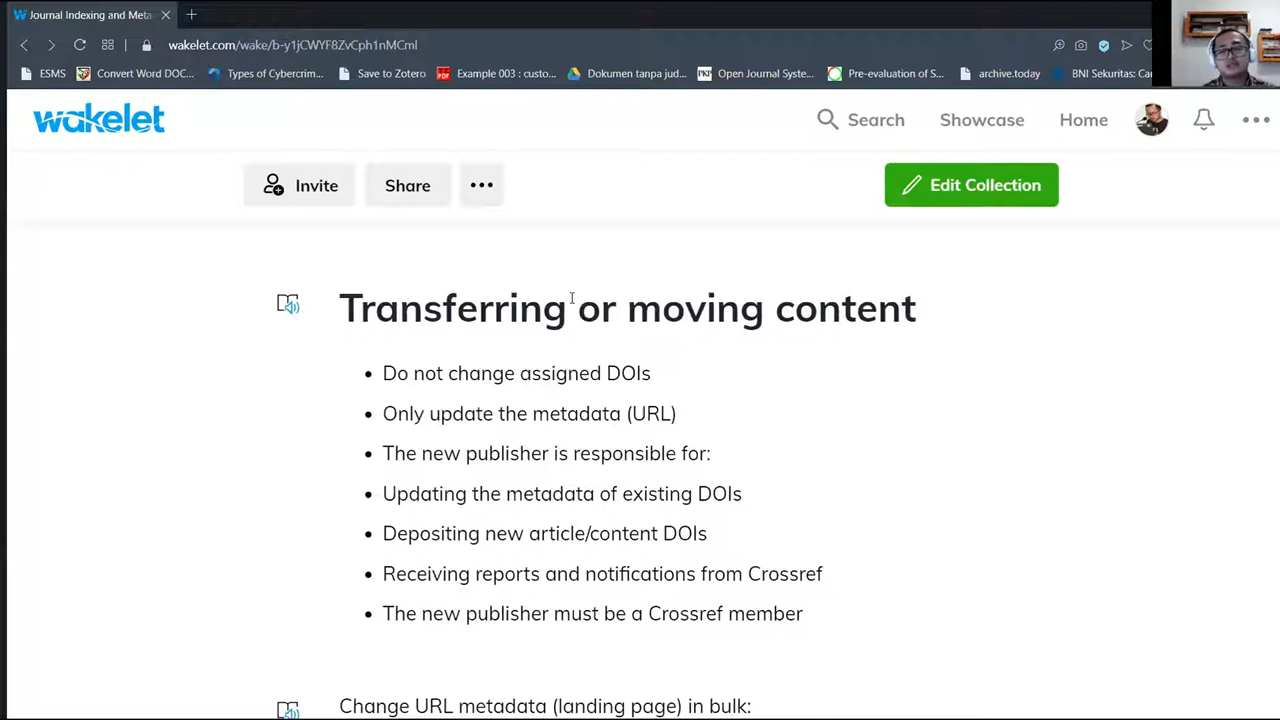 Journal Indexing and Meta
wakelet.com/wake/b-y1jCWYF8ZvCph1nMCml
ESMS
Convert Word DOC...
Types of Cybercrim...
Save to Zotero
Example 003 : custo...
Dokumen tanpa jud...
Open Journal Syste...
Pre-evaluation of S...
archive.today
BNI Sekuritas: Ca
wakelet
Search
Showcase
Home
Invite
Share
Edit Collection
Transferring or moving content
• Do not change assigned DOIs
• Only update the metadata (URL)
• The new publisher is responsible for:
• Updating the metadata of existing DOIs
• Depositing new article/content DOIs
• Receiving reports and notifications from Crossref
• The new publisher must be a Crossref member
Change URL metadata (landing page) in bulk: